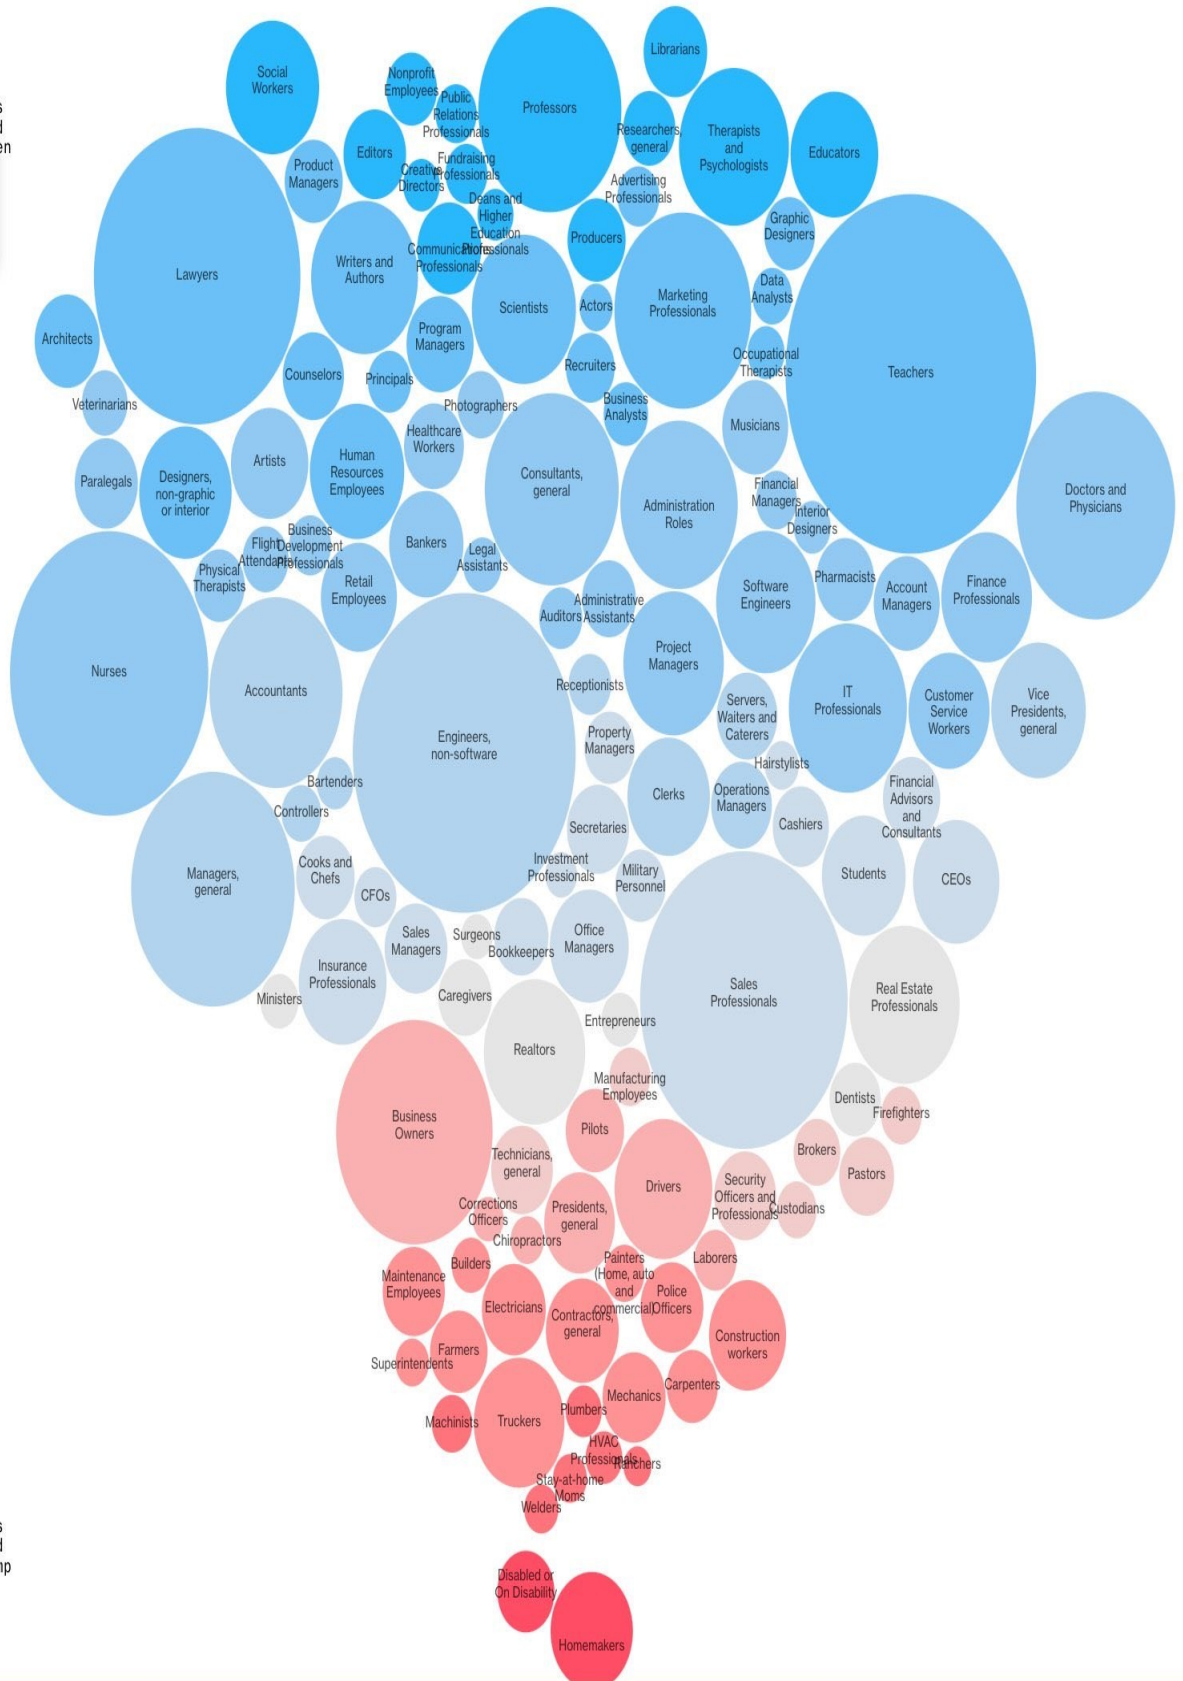 Librarians
Social
Workers
Nonprofit
Employees
Public
Relations
Professionals
Professors
Researchers,
general
Therapists
and
Psychologists
Educators
Editors
Product
Managers
Creative
Directors
Fundraising
Professionals
Advertising
Professionals
Deans and
Higher
Education
Professionals
Graphic
Designers
Communications
Professionals
Producers
Lawyers
Writers and
Authors
Scientists
Actors
Marketing
Professionals
Data
Analysts
Architects
Program
Managers
Occupational
Therapists
Teachers
Counselors
Principals
Recruiters
Veterinarians
Photographers
Business
Analysts
Healthcare
Workers
Musicians
Artists
Human
Resources
Employees
Paralegals
Designers,
non-graphic
or interior
Consultants,
general
Administration
Roles
Financial
Managers
Doctors and
Physicians
Interior
Designers
Flight
Attendants
Business
Development
Professionals
Bankers
Legal
Assistants
Physical
Therapists
Retail
Employees
Software
Engineers
Pharmacists
Account
Managers
Finance
Professionals
Auditors
Administrative
Assistants
Nurses
Accountants
Project
Managers
Receptionists
Servers,
Waiters and
Caterers
IT
Professionals
Customer
Service
Workers
Vice
Presidents,
general
Engineers,
non-software
Property
Managers
Hairstylists
Bartenders
Controllers
Clerks
Operations
Managers
Financial
Advisors
and
Consultants
Secretaries
Cashiers
Managers,
general
Cooks and
Chefs
CFOs
Investment
Professionals
Military
Personnel
Students
CEOs
Sales
Managers
Surgeons
Bookkeepers
Office
Managers
Insurance
Professionals
Ministers
Caregivers
Sales
Professionals
Real Estate
Professionals
Entrepreneurs
Realtors
Manufacturing
Employees
Dentists
Firefighters
Business
Owners
Pilots
Technicians,
general
Brokers
Pastors
Drivers
Security
Officers and
Professionals
Custodians
Corrections
Officers
Presidents,
general
Chiropractors
Builders
Painters
(Home, auto
and
commercial)
Laborers
Maintenance
Employees
Electricians
Contractors,
general
Police
Officers
Construction
workers
Farmers
Superintendents
Mechanics
Carpenters
Machinists
Truckers
Plumbers
HVAC
Professionals
Ranchers
Stay-at-home
Moms
Welders
Disabled or
On Disability
Homemakers